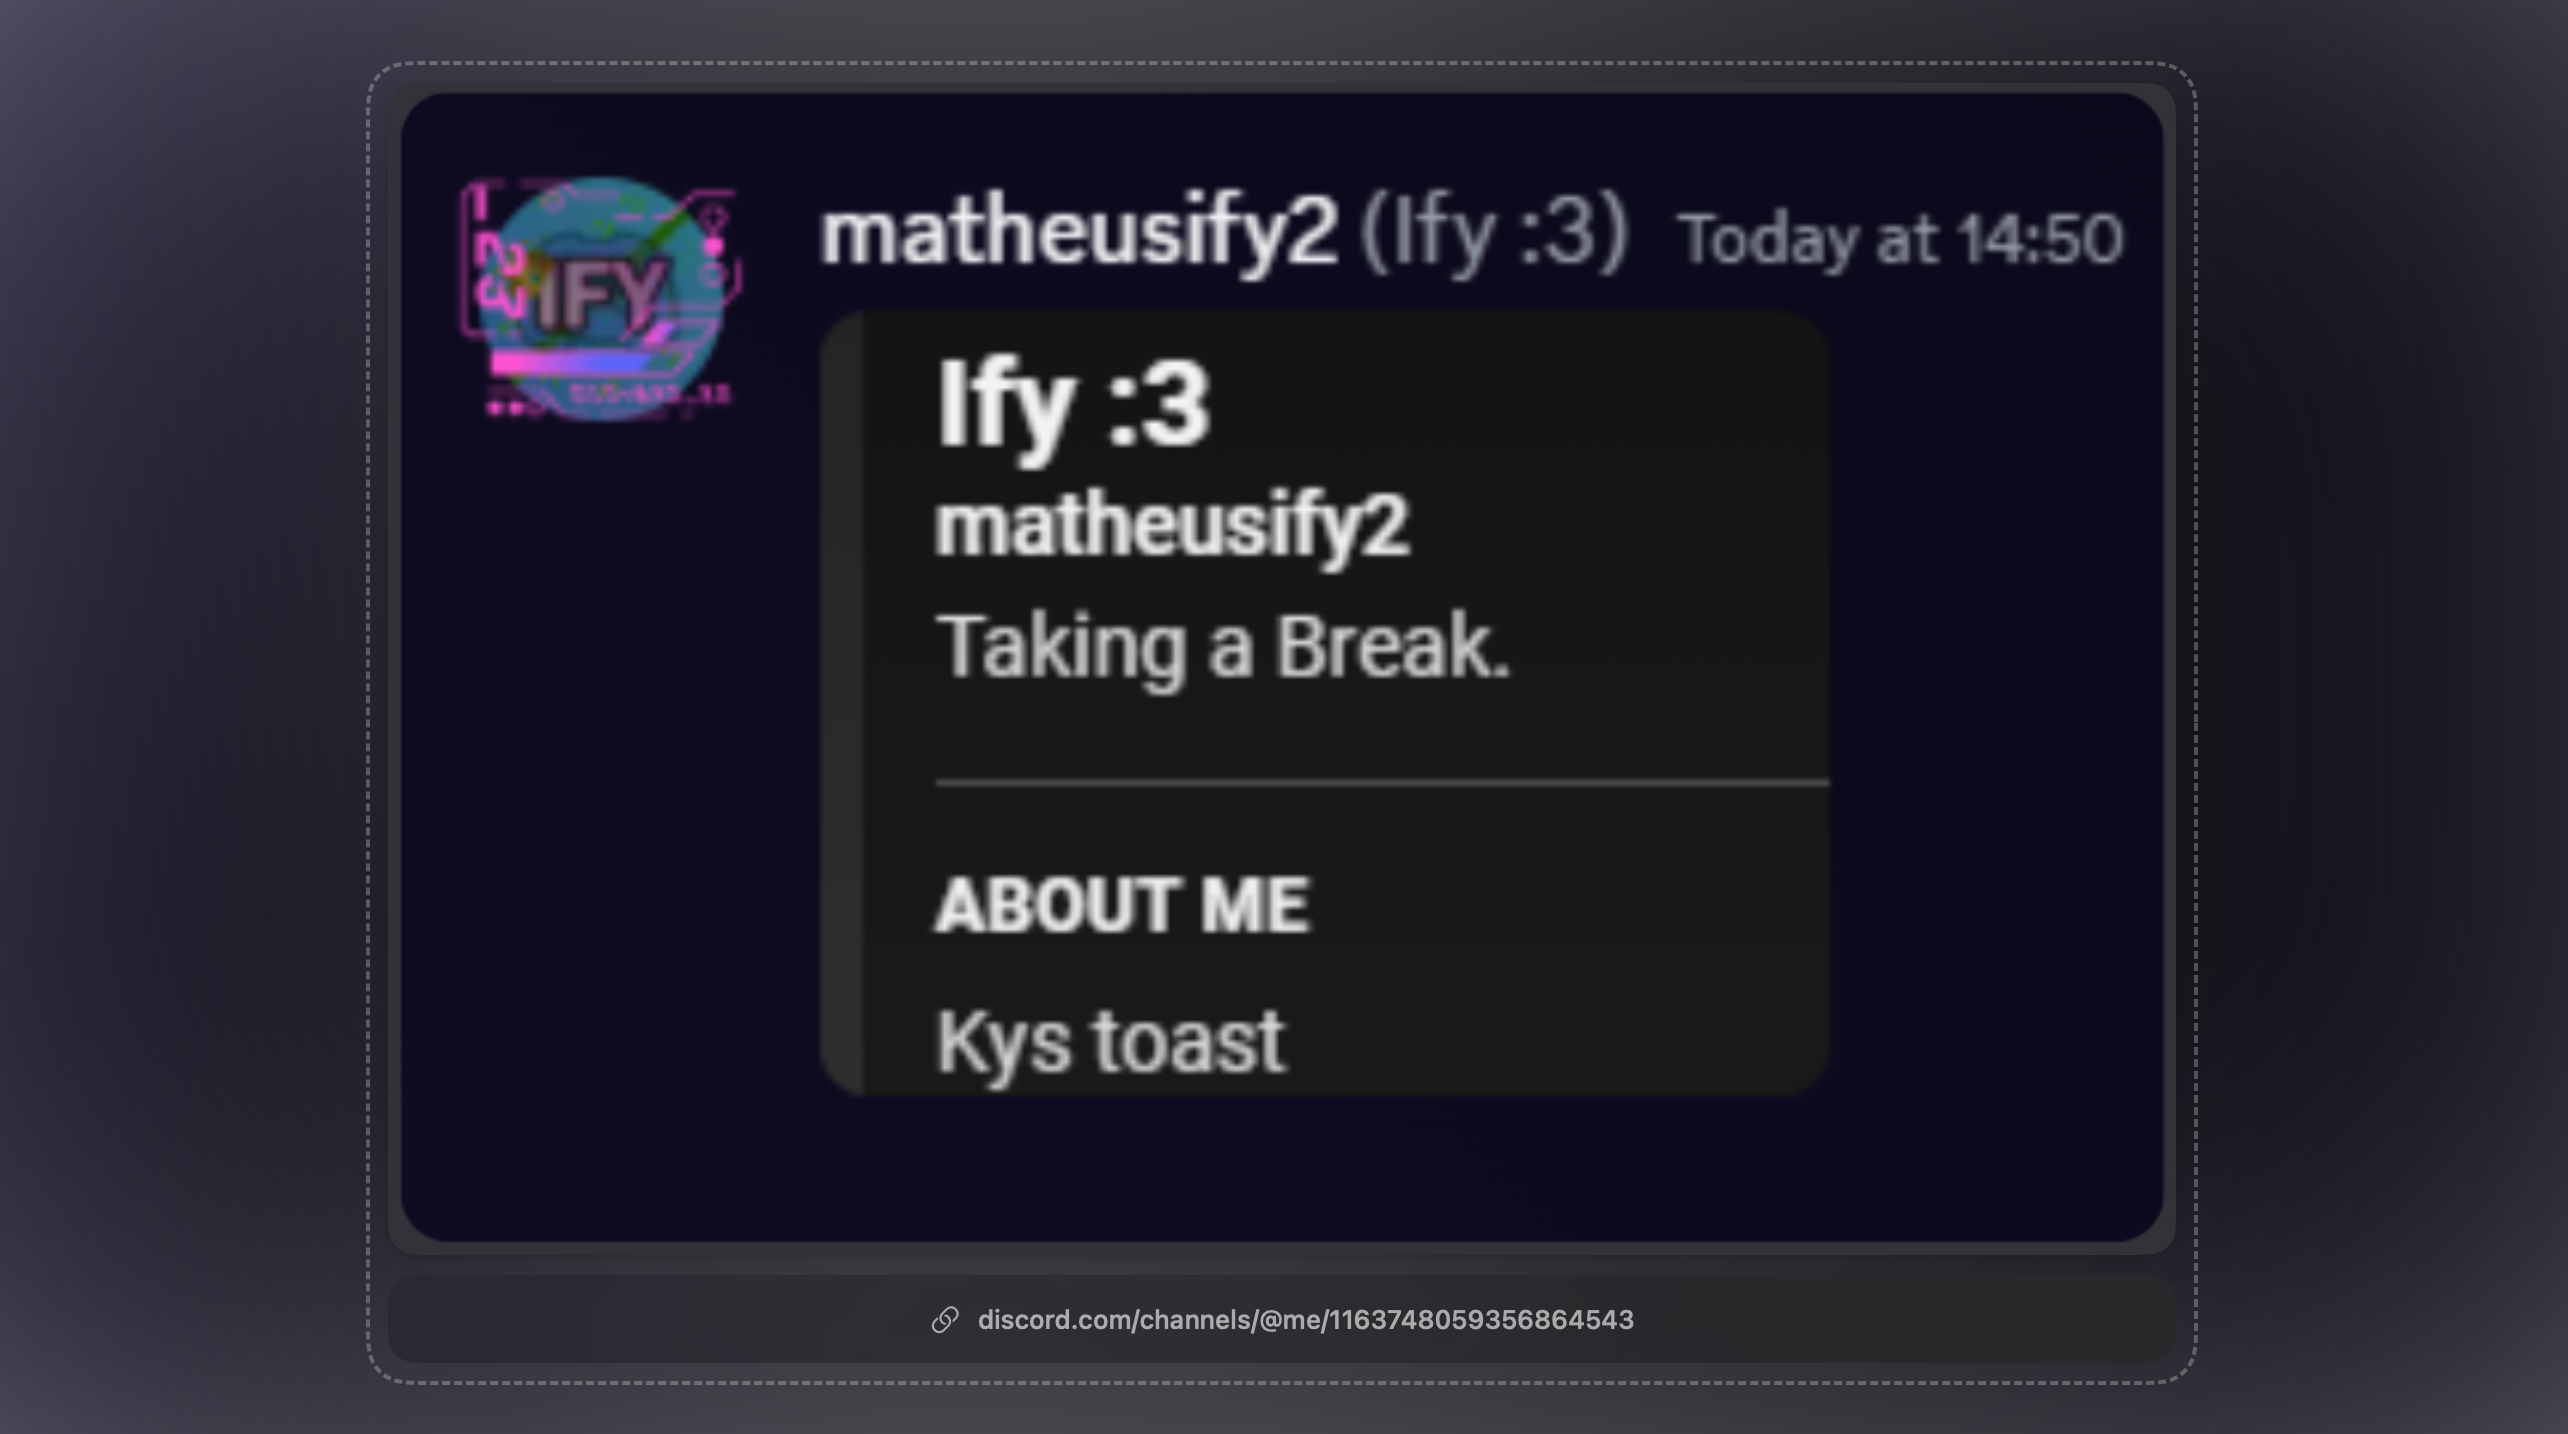 123
IFY
matheusify2 (Ify :3) Today at 14:50
Ify :3
matheusify2
Taking a Break.
ABOUT ME
Kys toast
discord.com/channels/@me/1163748059356864543